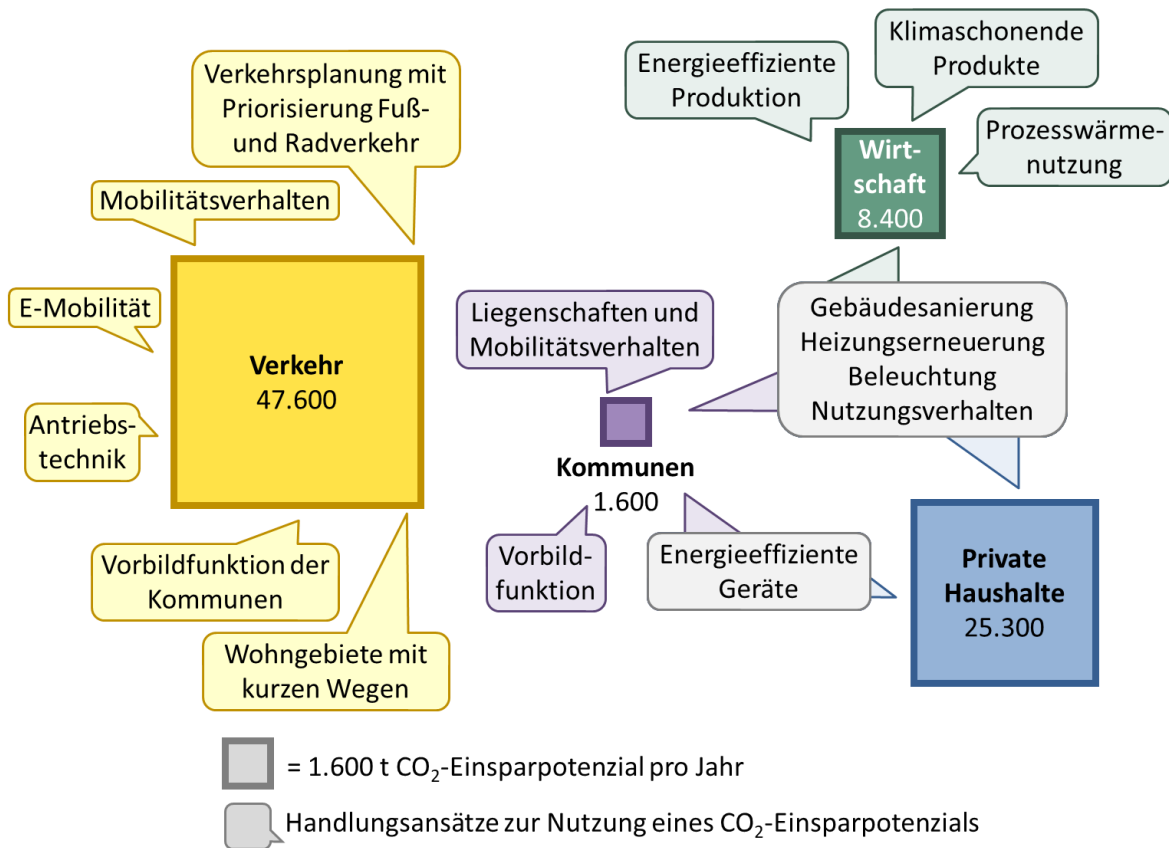 Verkehrsplanung mit
Priorisierung Fuß-
und Radverkehr
Mobilitätsverhalten
E-Mobilität
Antriebs-
technik
Verkehr
47.600
Vorbildfunktion der
Kommunen
Wohngebiete mit
kurzen Wegen
Energieeffiziente
Produktion
Klimaschonende
Produkte
Prozesswärme-
nutzung
Wirt-
schaft
8.400
Liegenschaften und
Mobilitätsverhalten
Gebäudesanierung
Heizungserneuerung
Beleuchtung
Nutzungsverhalten
Kommunen
1.600
Vorbild-
funktion
Energieeffiziente
Geräte
Private
Haushalte
25.300
= 1.600 t CO₂-Einsparpotenzial pro Jahr
Handlungsansätze zur Nutzung eines CO₂-Einsparpotenzials